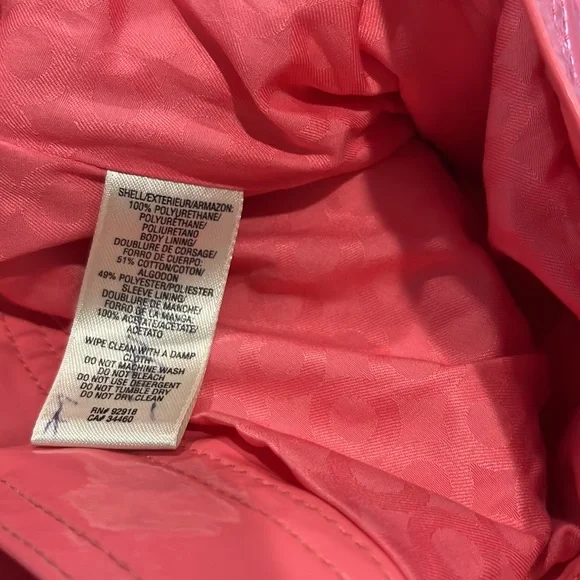 SHELL/EXTERIEUR/ARMAZON:
100% POLYURETHANE/
POLYURÉTHANE/
POLIURETANO
BODY LINING/
DOUBLURE DE CORSAGE/
FORRO DE CUERPO:
51% COTTON/COTON/
ALGODON
49% POLYESTER/POLIESTER
SLEEVE LINING/
DOUBLURE DE MANCHE/
FORRO DE LA MANGA:
100% ACETATE/ACÉTATE/
ACETATO
WIPE CLEAN WITH A DAMP
CLOTH
DO NOT MACHINE WASH
DO NOT BLEACH
DO NOT USE DETERGENT
DO NOT TUMBLE DRY
DO NOT DRY CLEAN
RN# 92918
CA# 34460